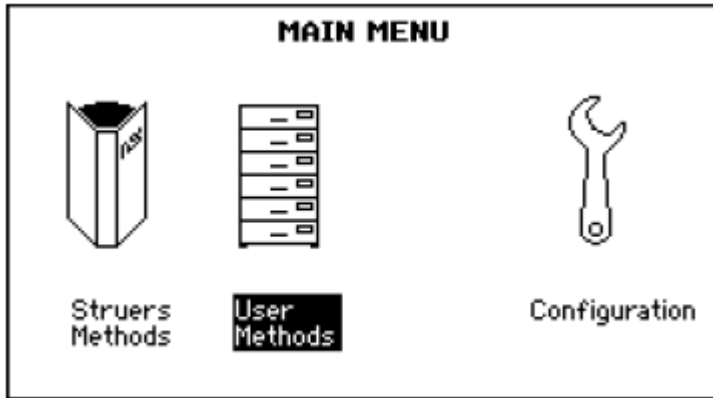 MAIN MENU
Struers
Methods
User
Methods
Configuration